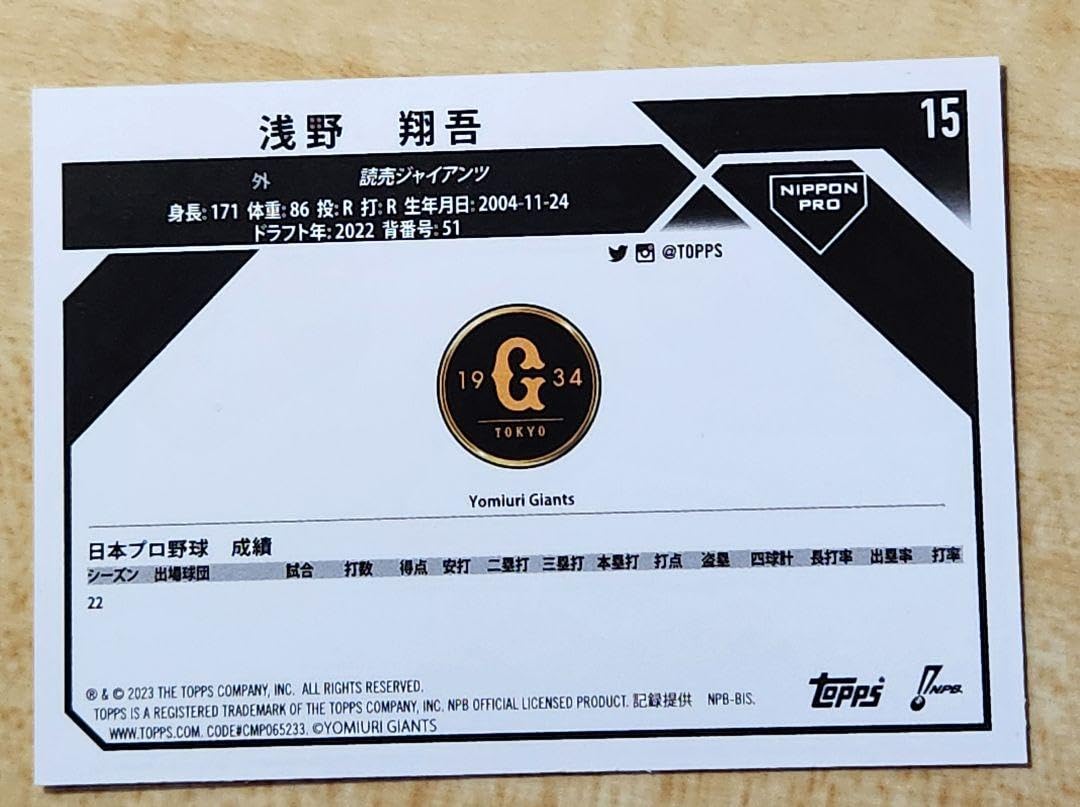 15
浅野 翔吾
外 読売ジャイアンツ
身長: 171 体重: 86 投: R 打: R 生年月日: 2004-11-24
ドラフト年: 2022 背番号: 51
NIPPON
PRO
@TOPPS
19 G 34
TOKYO
Yomiuri Giants
日本プロ野球 成績
シーズン 出場球団 試合 打数 得点 安打 二塁打 三塁打 本塁打 打点 盗塁 四球計 長打率 出塁率 打率
22
® & © 2023 THE TOPPS COMPANY, INC. ALL RIGHTS RESERVED.
TOPPS IS A REGISTERED TRADEMARK OF THE TOPPS COMPANY, INC. NPB OFFICIAL LICENSED PRODUCT. 記録提供 NPB-BIS.
WWW.TOPPS.COM. CODE#CMP065233. ©YOMIURI GIANTS
Topps NPB